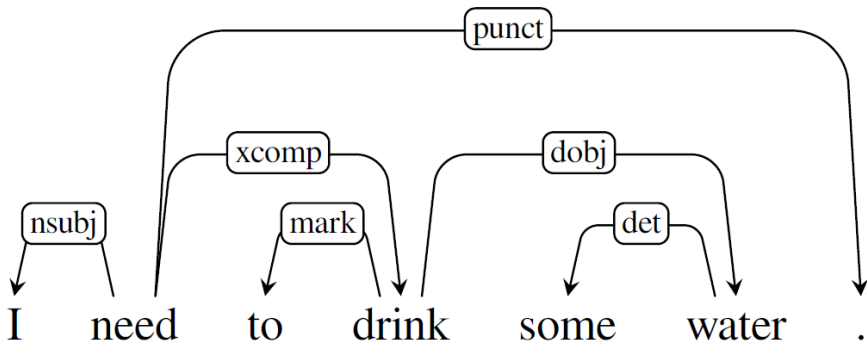 punct
xcomp dobj
nsubj mark det
I need to drink some water .